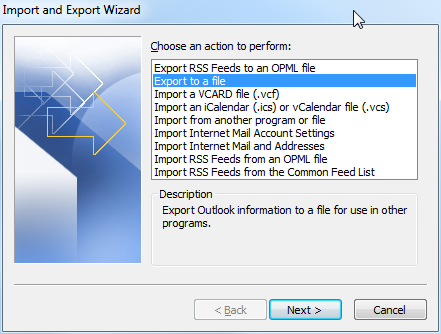 Import and Export Wizard
Choose an action to perform:
Export RSS Feeds to an OPML file
Export to a file
Import a VCARD file (.vcf)
Import an iCalendar (.ics) or vCalendar file (.vcs)
Import from another program or file
Import Internet Mail Account Settings
Import Internet Mail and Addresses
Import RSS Feeds from an OPML file
Import RSS Feeds from the Common Feed List
Description
Export Outlook information to a file for use in other
programs.
< Back Next > Cancel